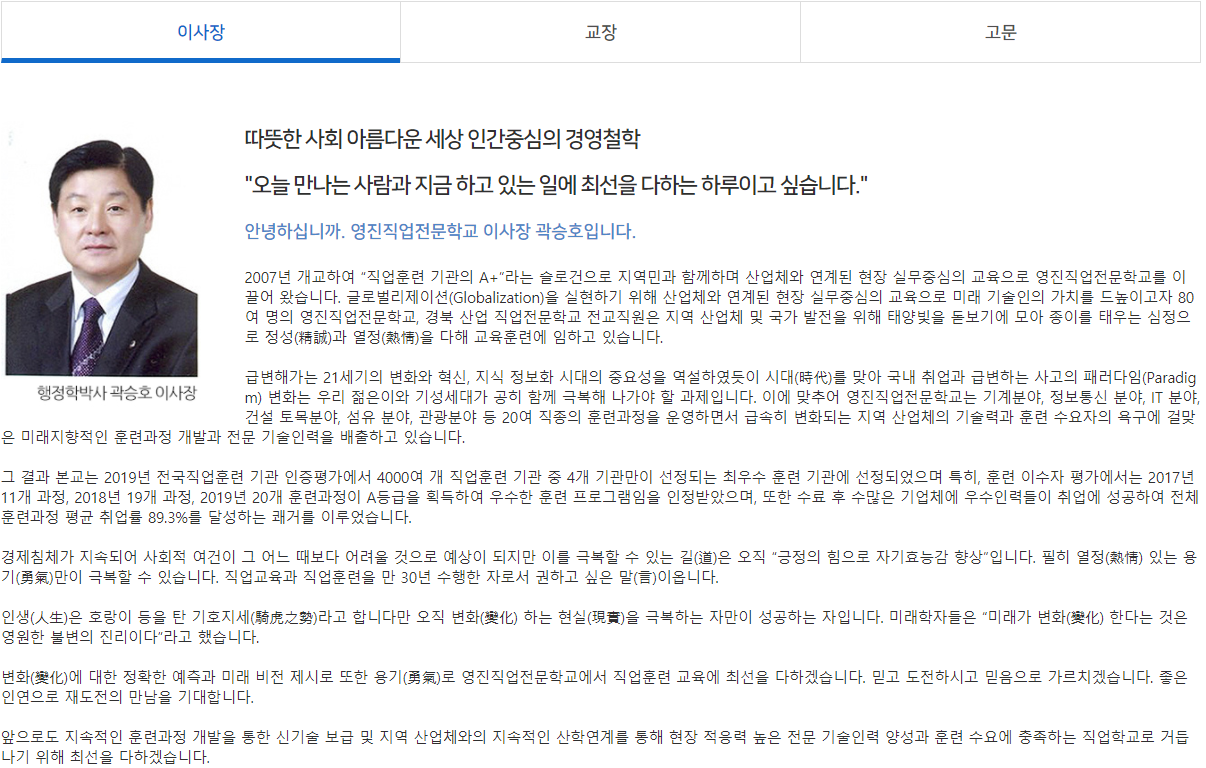 이사장
교장
고문
따뜻한 사회 아름다운 세상 인간중심의 경영철학
"오늘 만나는 사람과 지금 하고 있는 일에 최선을 다하는 하루이고 싶습니다."
안녕하십니까. 영진직업전문학교 이사장 곽승호입니다.
2007년 개교하여 “직업훈련 기관의 A+”라는 슬로건으로 지역민과 함께하며 산업체와 연계된 현장 실무중심의 교육으로 영진직업전문학교를 이
끌어 왔습니다. 글로벌리제이션(Globalization)을 실현하기 위해 산업체와 연계된 현장 실무중심의 교육으로 미래 기술인의 가치를 드높이고자 80
여 명의 영진직업전문학교, 경북 산업 직업전문학교 전교직원은 지역 산업체 및 국가 발전을 위해 태양빛을 돋보기에 모아 종이를 태우는 심정으
로 정성(精誠)과 열정(熱情)을 다해 교육훈련에 임하고 있습니다.
행정학박사 곽승호 이사장
급변해가는 21세기의 변화와 혁신, 지식 정보화 시대의 중요성을 역설하였듯이 시대(時代)를 맞아 국내 취업과 급변하는 사고의 패러다임(Paradig
m) 변화는 우리 젊은이와 기성세대가 공히 함께 극복해 나가야 할 과제입니다. 이에 맞추어 영진직업전문학교는 기계분야, 정보통신 분야, IT 분야,
건설 토목분야, 섬유 분야, 관광분야 등 20여 직종의 훈련과정을 운영하면서 급속히 변화되는 지역 산업체의 기술력과 훈련 수요자의 욕구에 걸맞
은 미래지향적인 훈련과정 개발과 전문 기술인력을 배출하고 있습니다.
그 결과 본교는 2019년 전국직업훈련 기관 인증평가에서 4000여 개 직업훈련 기관 중 4개 기관만이 선정되는 최우수 훈련 기관에 선정되었으며 특히, 훈련 이수자 평가에서는 2017년
11개 과정, 2018년 19개 과정, 2019년 20개 훈련과정이 A등급을 획득하여 우수한 훈련 프로그램임을 인정받았으며, 또한 수료 후 수많은 기업체에 우수인력들이 취업에 성공하여 전체
훈련과정 평균 취업률 89.3%를 달성하는 쾌거를 이루었습니다.
경제침체가 지속되어 사회적 여건이 그 어느 때보다 어려울 것으로 예상이 되지만 이를 극복할 수 있는 길(道)은 오직 “긍정의 힘으로 자기효능감 향상”입니다. 필히 열정(熱情) 있는 용
기(勇氣)만이 극복할 수 있습니다. 직업교육과 직업훈련을 만 30년 수행한 자로서 권하고 싶은 말(言)이옵니다.
인생(人生)은 호랑이 등을 탄 기호지세(騎虎之勢)라고 합니다만 오직 변화(變化) 하는 현실(現實)을 극복하는 자만이 성공하는 자입니다. 미래학자들은 “미래가 변화(變化) 한다는 것은
영원한 불변의 진리이다”라고 했습니다.
변화(變化)에 대한 정확한 예측과 미래 비전 제시로 또한 용기(勇氣)로 영진직업전문학교에서 직업훈련 교육에 최선을 다하겠습니다. 믿고 도전하시고 믿음으로 가르치겠습니다. 좋은
인연으로 재도전의 만남을 기대합니다.
앞으로도 지속적인 훈련과정 개발을 통한 신기술 보급 및 지역 산업체와의 지속적인 산학연계를 통해 현장 적응력 높은 전문 기술인력 양성과 훈련 수요에 충족하는 직업학교로 거듭
나기 위해 최선을 다하겠습니다.